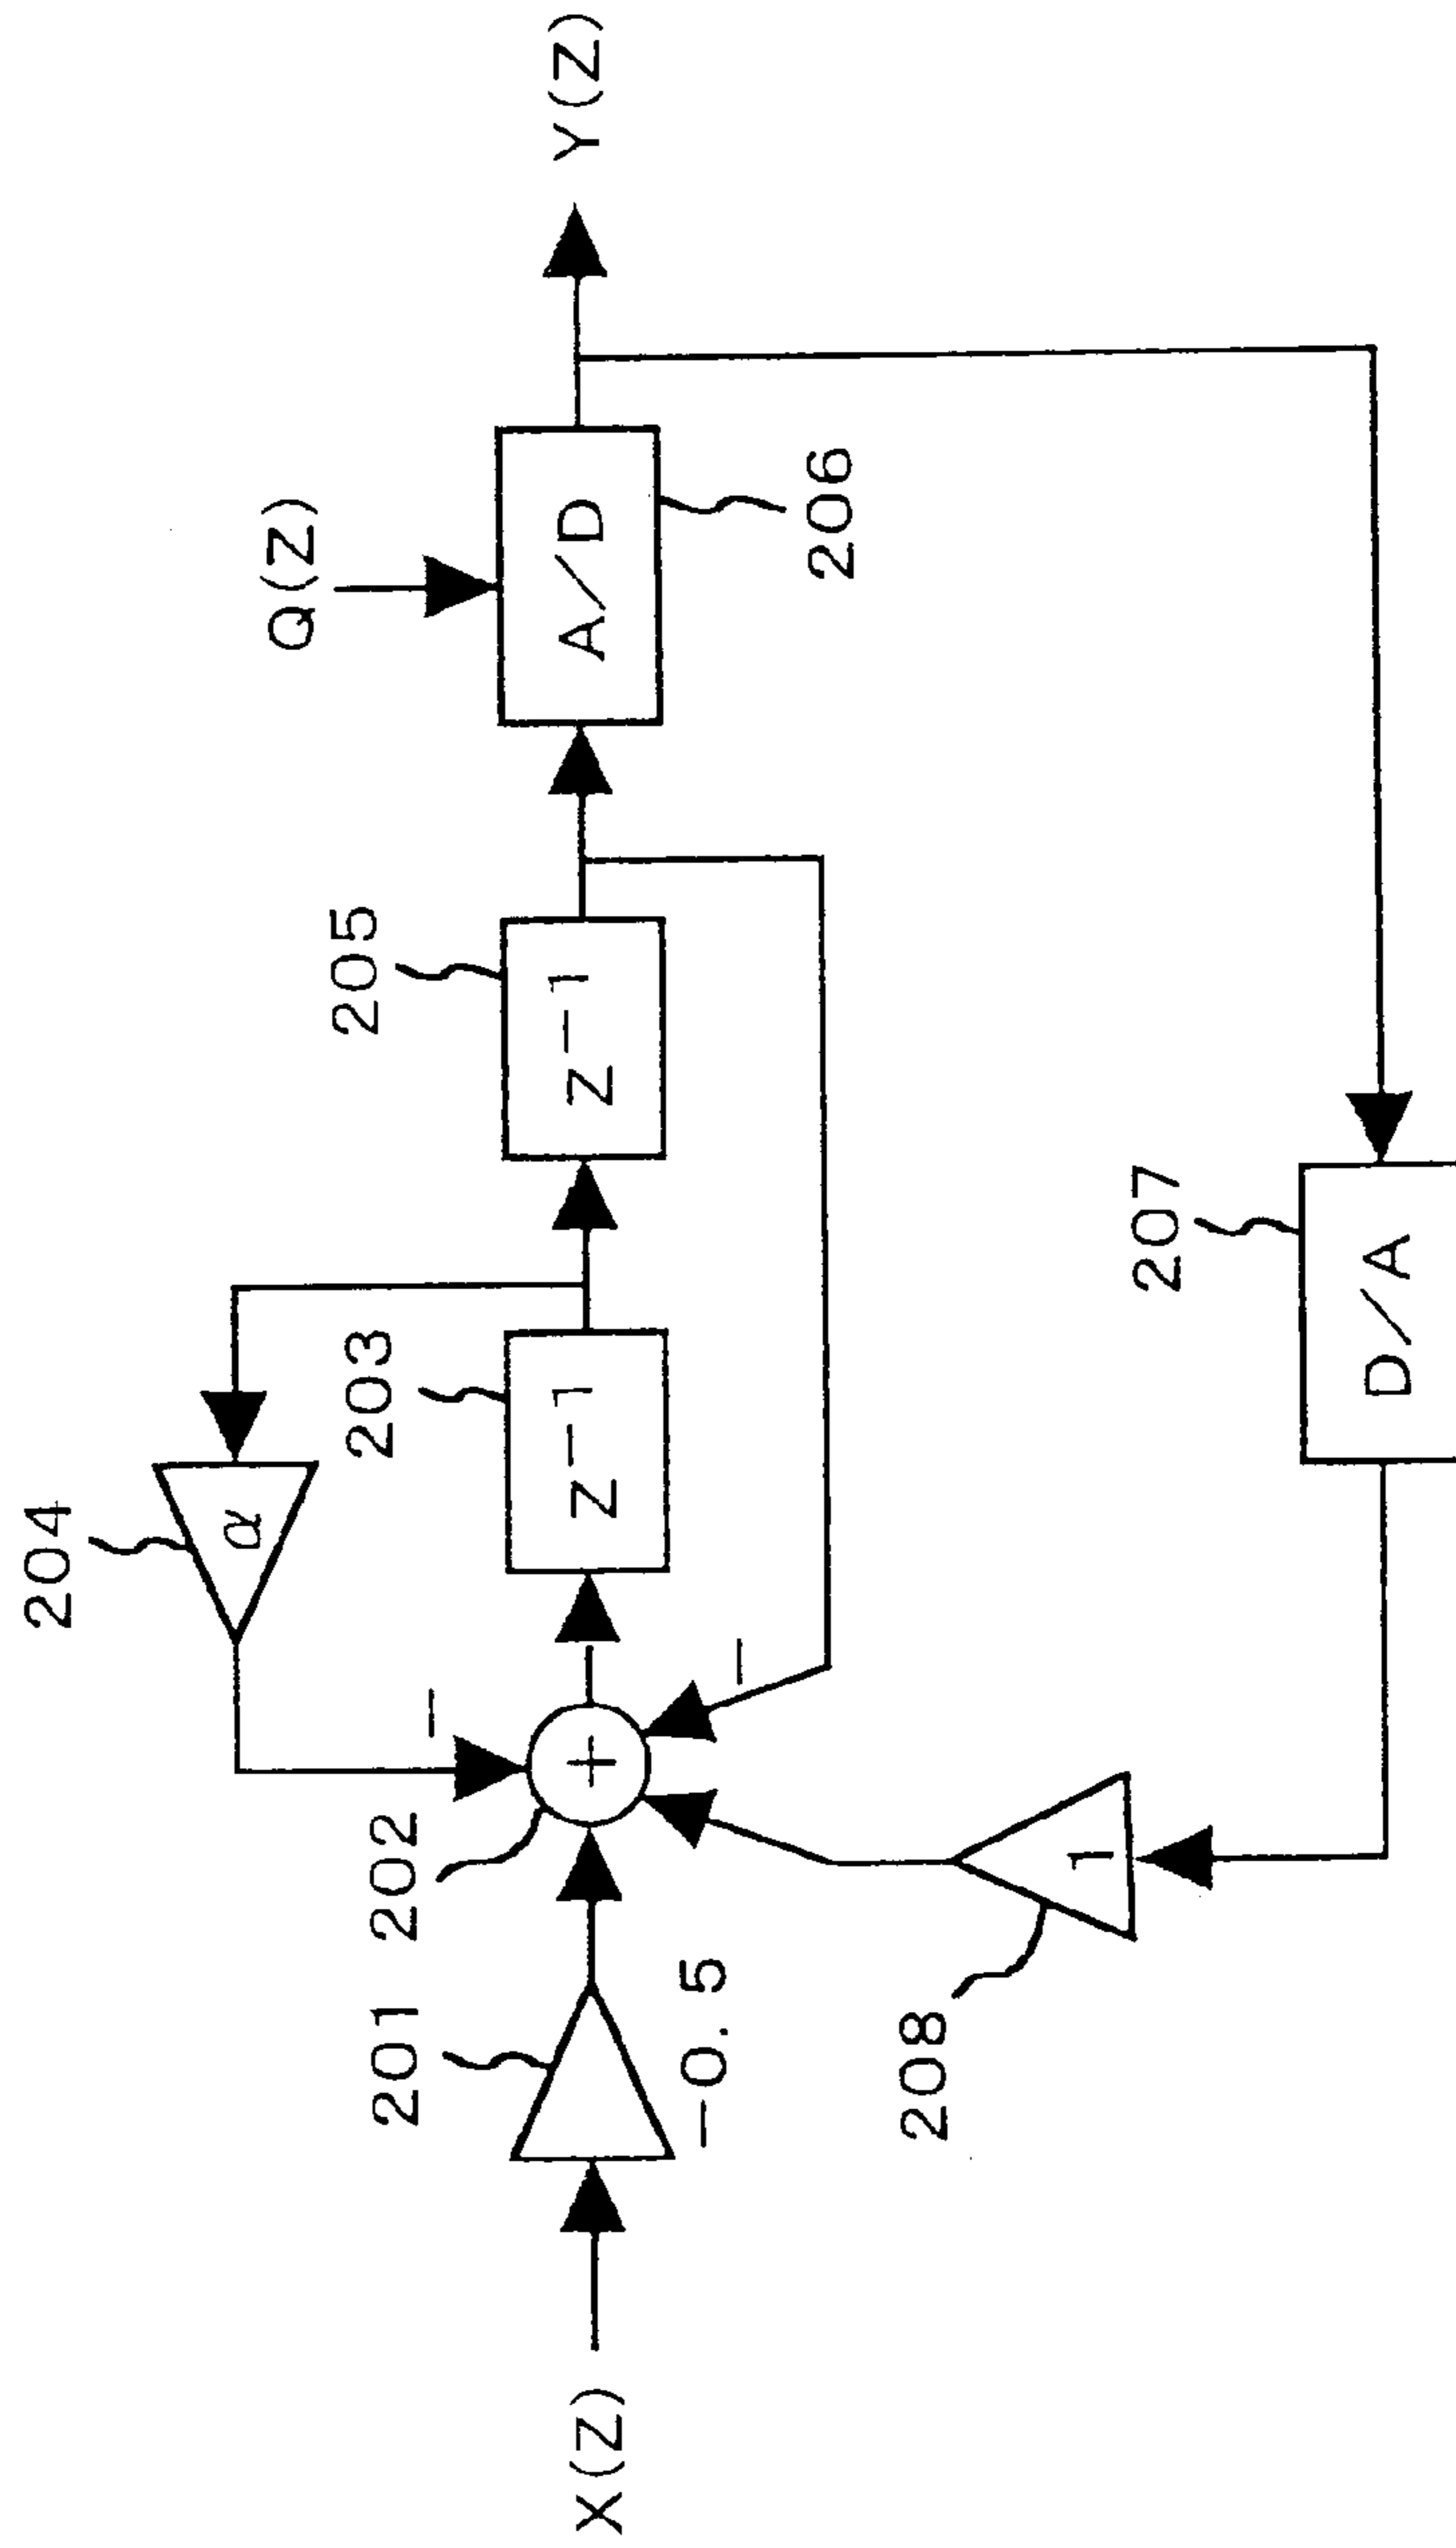 X(Z)
201
-0.5
202
204
α
+
203
Z-1
205
Z-1
Q(Z)
A/D
206
Y(Z)
207
D/A
208
1
-
-